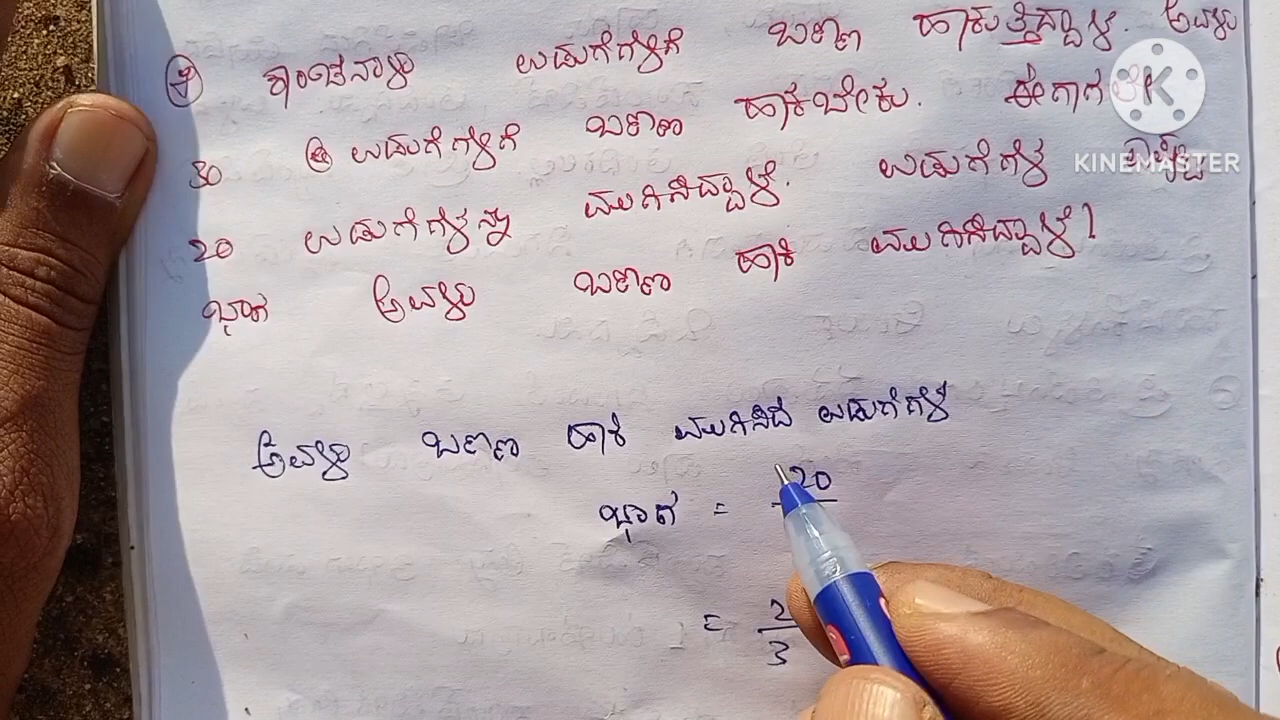 ಕಾಂಚನಾಳು ಉಡುಗೆಗಳಿಗೆ ಬಣ್ಣ ಹಾಕುತ್ತಿದ್ದಾಳೆ. ಅವಳು
30 ಉಡುಗೆಗಳಿಗೆ ಬಣ್ಣ ಹಾಕಬೇಕು. ಈಗಾಗಲೇ
20 ಉಡುಗೆಗಳನ್ನು ಮುಗಿಸಿದ್ದಾಳೆ. ಉಡುಗೆಗಳ ಎಷ್ಟು
ಭಾಗ ಅವಳು ಬಣ್ಣ ಹಾಕಿ ಮುಗಿಸಿದ್ದಾಳೆ?
KINEMASTER
ಅವಳು ಬಣ್ಣ ಹಾಕಿ ಮುಗಿಸಿದ ಉಡುಗೆಗಳ
ಭಾಗ = 20
= 2
3